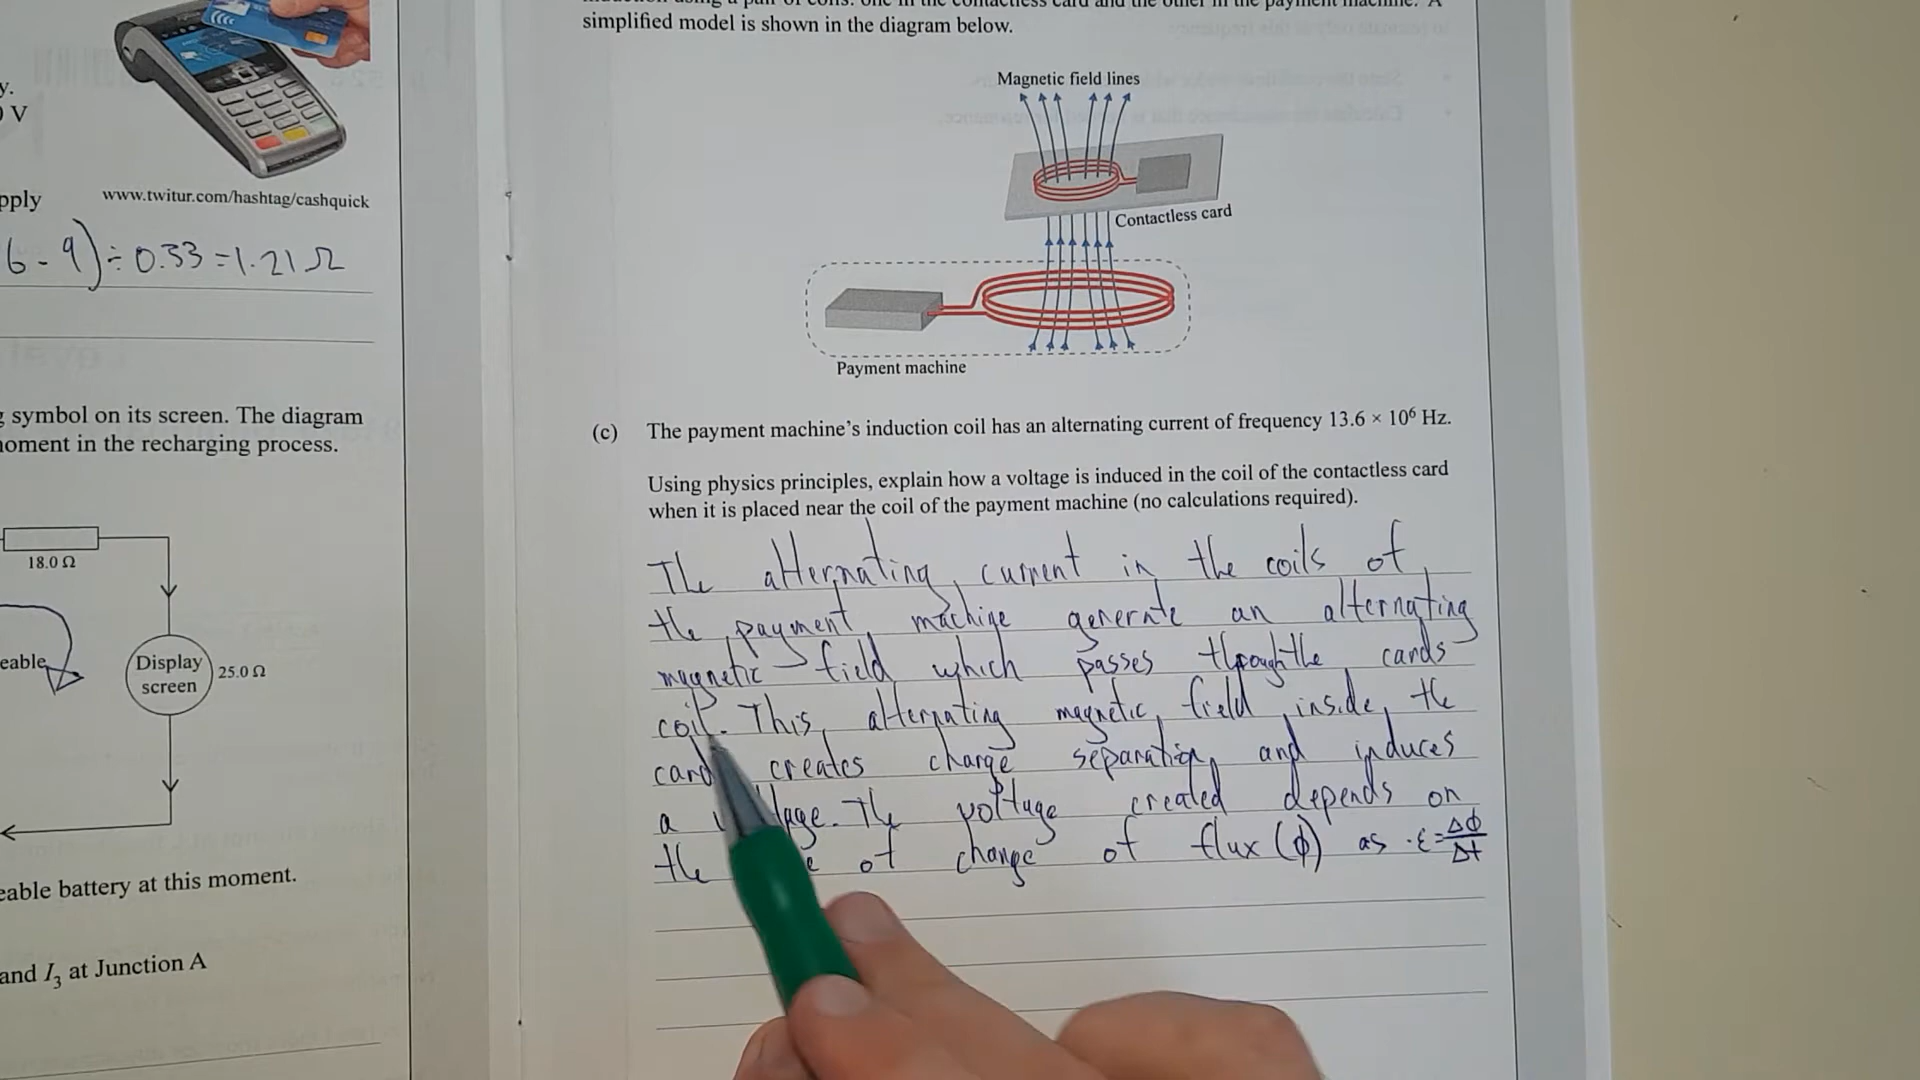 simplified model is shown in the diagram below.
Magnetic field lines
Contactless card
Payment machine
y.
V
pply
www.twitur.com/hashtag/cashquick
6 - 9) ÷ 0.33 = 1.21 Ω
symbol on its screen. The diagram
oment in the recharging process.
18.0 Ω
eable
Display
screen
25.0 Ω
eable battery at this moment.
and I3 at Junction A
(c) The payment machine's induction coil has an alternating current of frequency 13.6 × 10⁶ Hz.
Using physics principles, explain how a voltage is induced in the coil of the contactless card
when it is placed near the coil of the payment machine (no calculations required).
The alternating current in the coils of
the payment machine generate an alternating
magnetic field which passes through the cards
coil. This alternating magnetic field inside the
card creates charge separation and induces
a The voltage created depends on
the of change of flux (ϕ) as ε = Δϕ/Δt